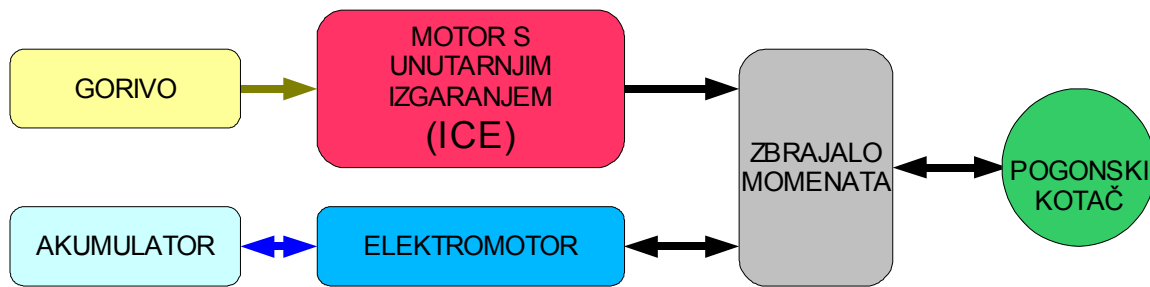 GORIVO
MOTOR S
UNUTARNJIM
IZGARANJEM
(ICE)
ZBRAJALO
MOMENATA
POGONSKI
KOTAČ
AKUMULATOR
ELEKTROMOTOR